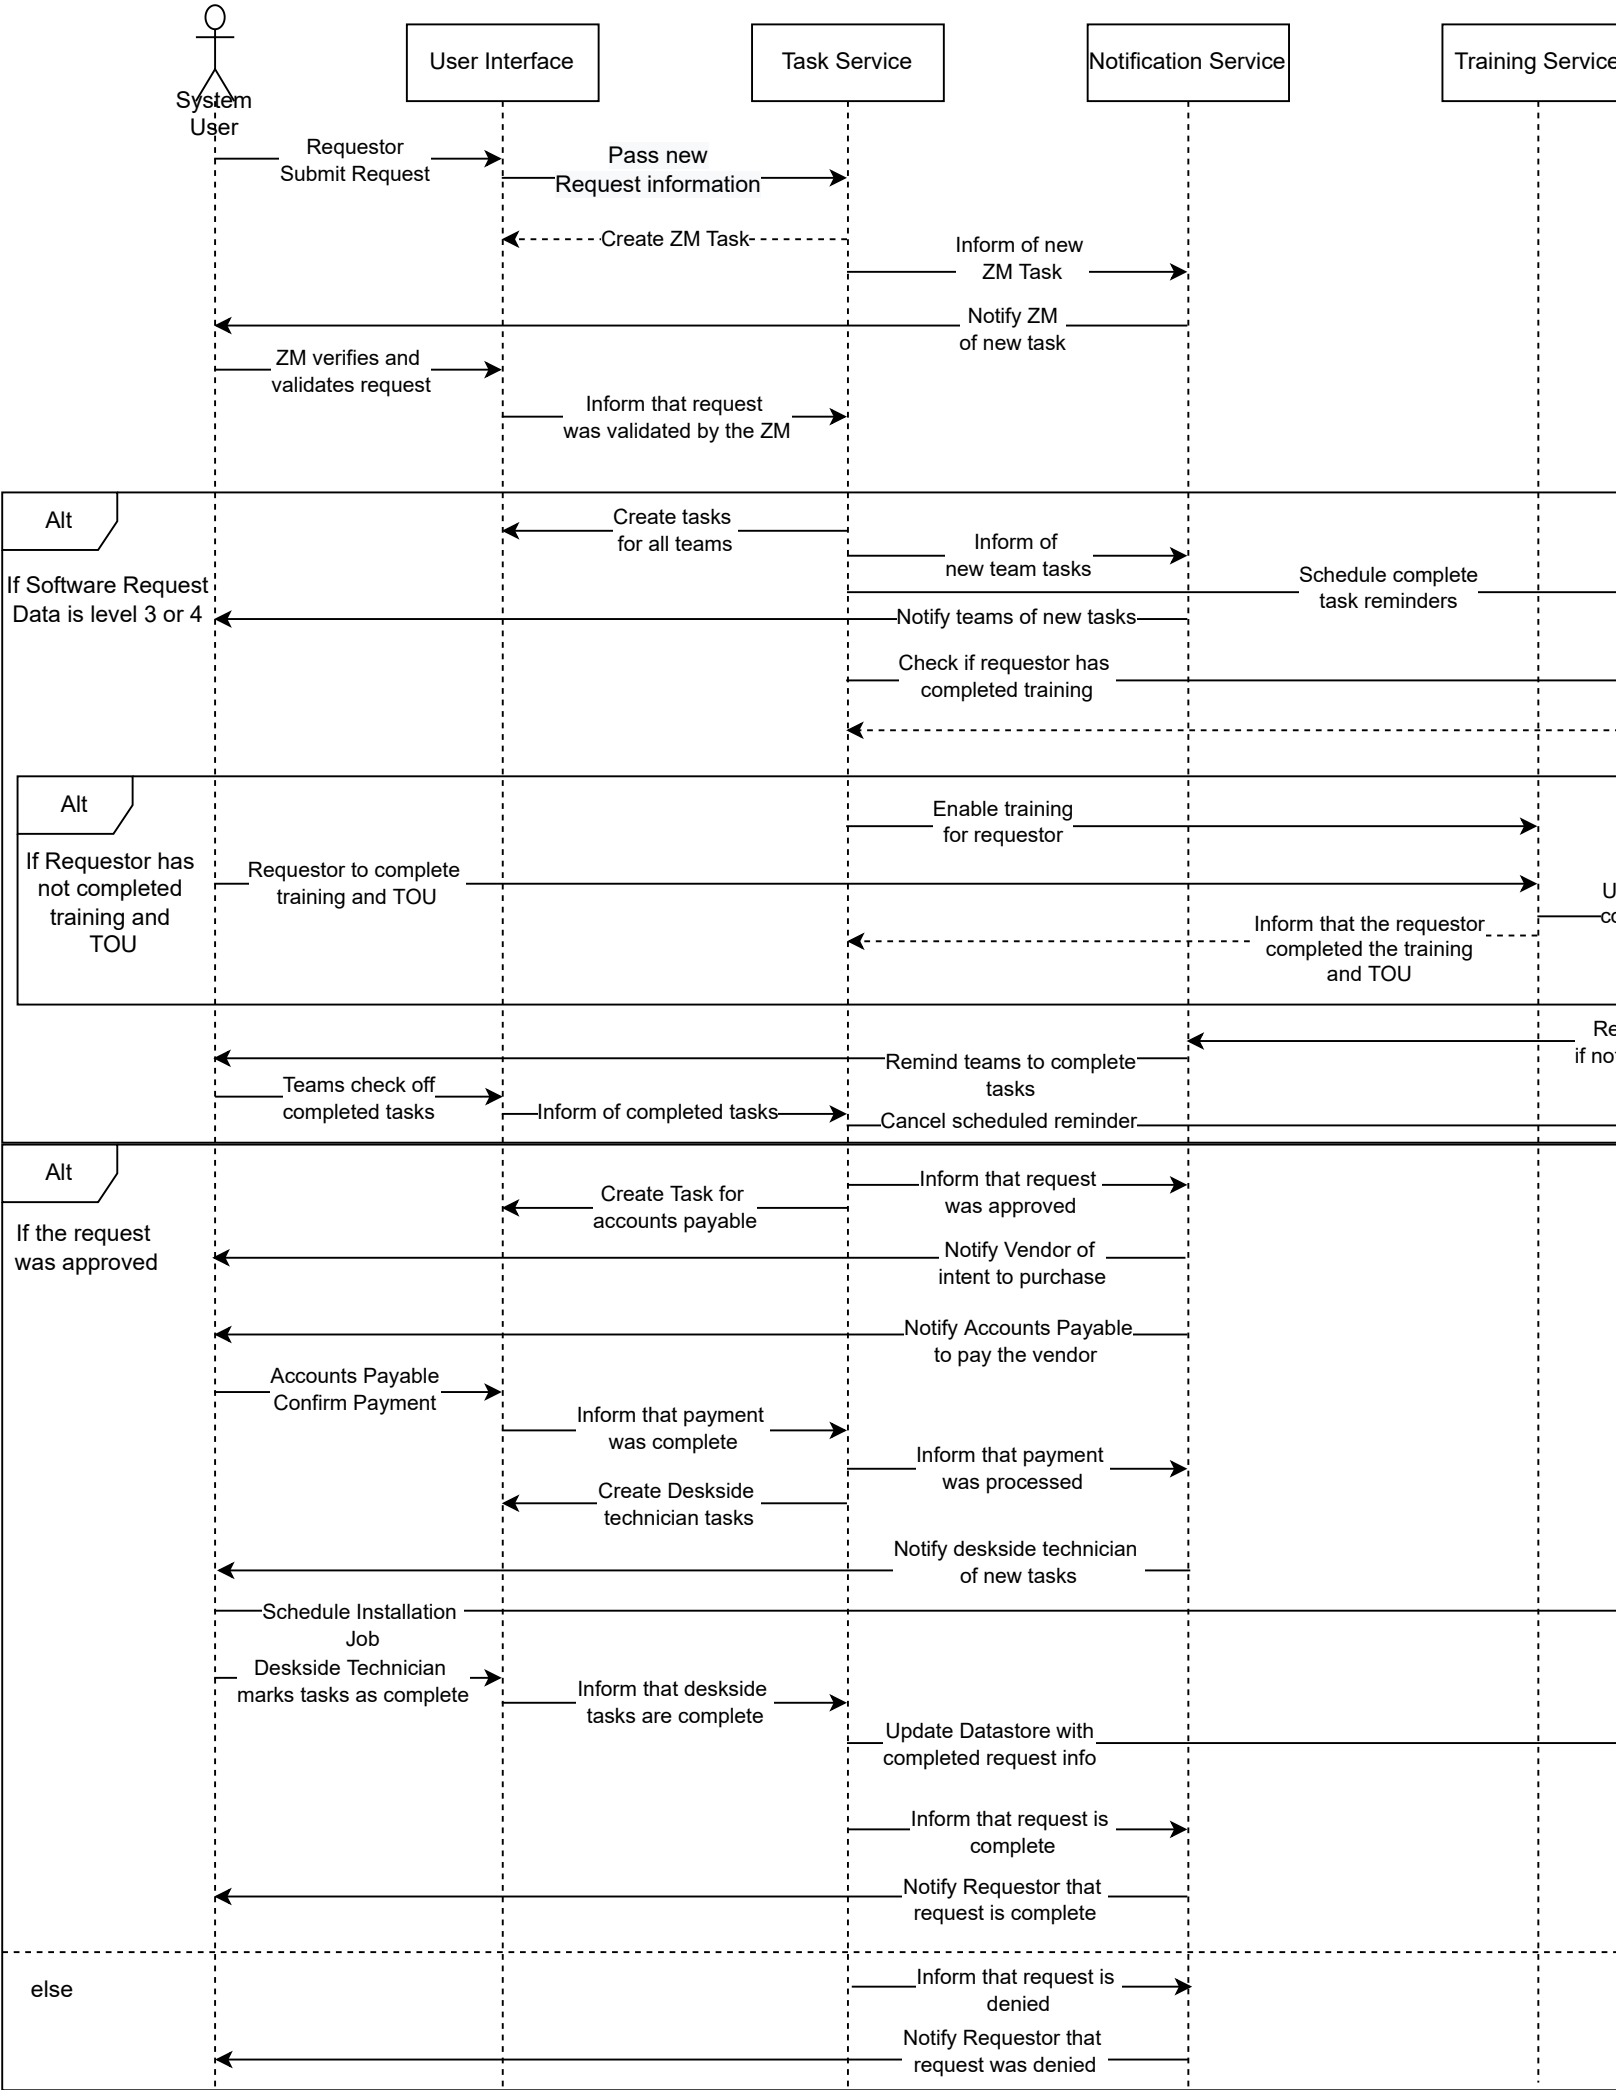 System
User
User Interface
Task Service
Notification Service
Training Service
Requestor
Submit Request
Pass new
Request information
Create ZM Task
Inform of new
ZM Task
Notify ZM
of new task
ZM verifies and
validates request
Inform that request
was validated by the ZM
Alt
If Software Request
Data is level 3 or 4
Create tasks
for all teams
Inform of
new team tasks
Schedule complete
task reminders
Notify teams of new tasks
Check if requestor has
completed training
Alt
If Requestor has
not completed
training and
TOU
Enable training
for requestor
Requestor to complete
training and TOU
Inform that the requestor
completed the training
and TOU
Remind teams to complete
tasks
Teams check off
completed tasks
Inform of completed tasks
Cancel scheduled reminder
Alt
If the request
was approved
Inform that request
was approved
Create Task for
accounts payable
Notify Vendor of
intent to purchase
Notify Accounts Payable
to pay the vendor
Accounts Payable
Confirm Payment
Inform that payment
was complete
Inform that payment
was processed
Create Deskside
technician tasks
Notify deskside technician
of new tasks
Schedule Installation
Job
Deskside Technician
marks tasks as complete
Inform that deskside
tasks are complete
Update Datastore with
completed request info
Inform that request is
complete
Notify Requestor that
request is complete
else
Inform that request is
denied
Notify Requestor that
request was denied